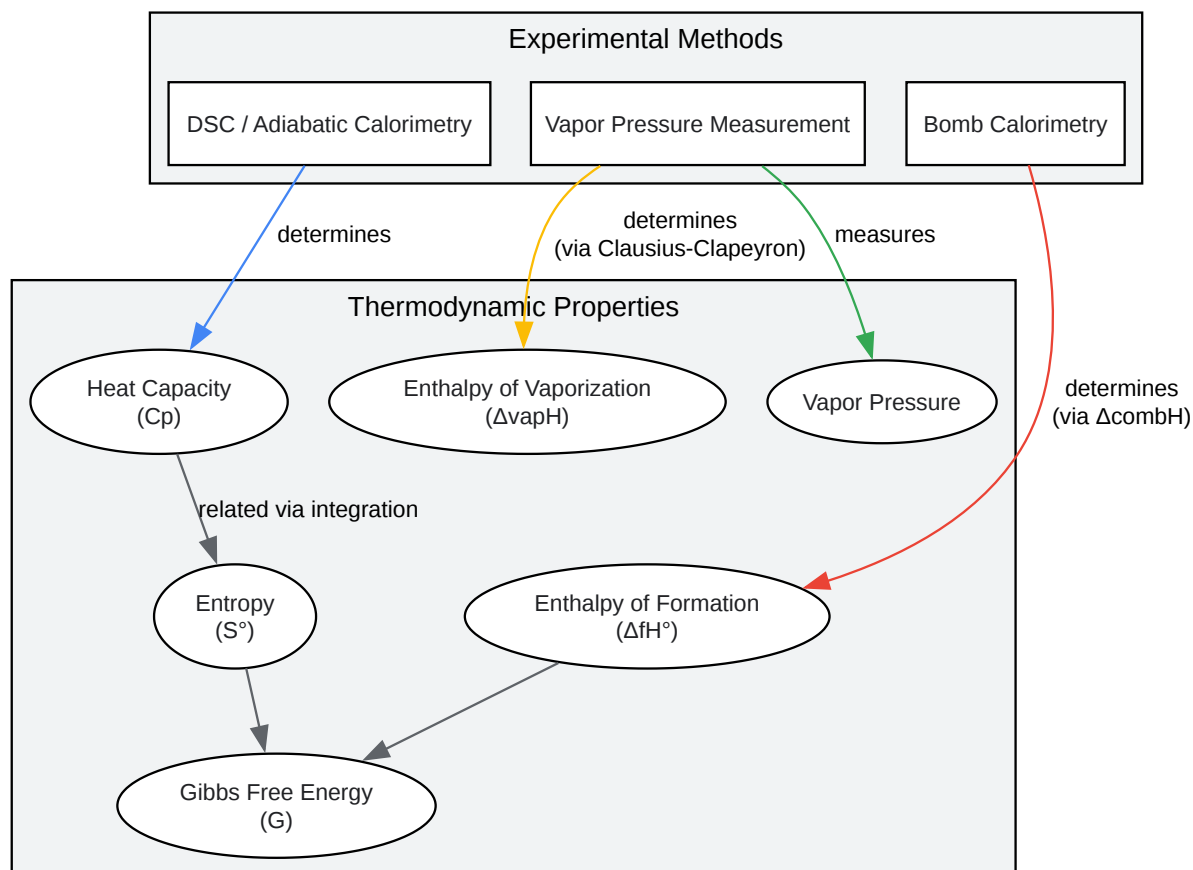 Experimental Methods
DSC / Adiabatic Calorimetry
Vapor Pressure Measurement
Bomb Calorimetry
determines
determines
(via Clausius-Clapeyron)
measures
Thermodynamic Properties
Heat Capacity
(Cp)
Enthalpy of Vaporization
(ΔvapH)
Vapor Pressure
determines
(via ΔcombH)
related via integration
Entropy
(S°)
Enthalpy of Formation
(ΔfH°)
Gibbs Free Energy
(G)